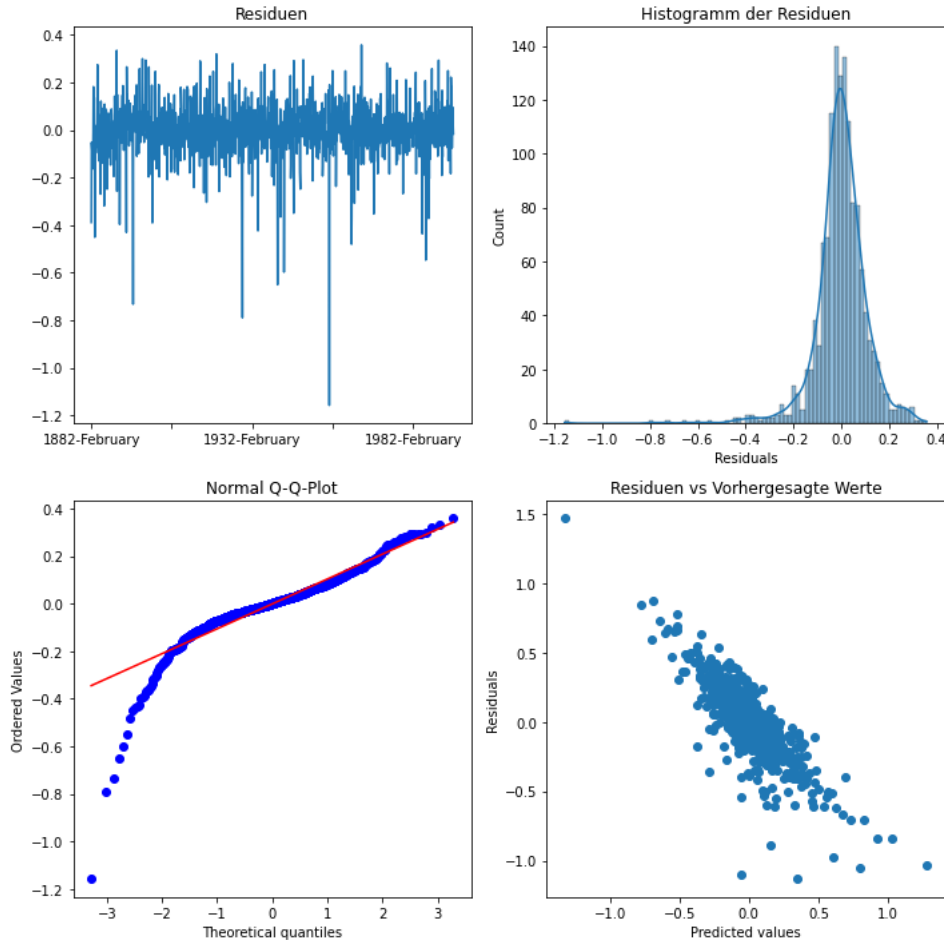 Residuen
0.4
0.2
0.0
−0.2
−0.4
−0.6
−0.8
−1.0
−1.2
1882-February 1932-February 1982-February
Histogramm der Residuen
Count
140
120
100
80
60
40
20
0
−1.2 −1.0 −0.8 −0.6 −0.4 −0.2 0.0 0.2 0.4
Residuals
Normal Q-Q-Plot
Ordered Values
0.4
0.2
0.0
−0.2
−0.4
−0.6
−0.8
−1.0
−1.2
−3 −2 −1 0 1 2 3
Theoretical quantiles
Residuen vs Vorhergesagte Werte
Residuals
1.5
1.0
0.5
0.0
−0.5
−1.0
−1.0 −0.5 0.0 0.5 1.0
Predicted values